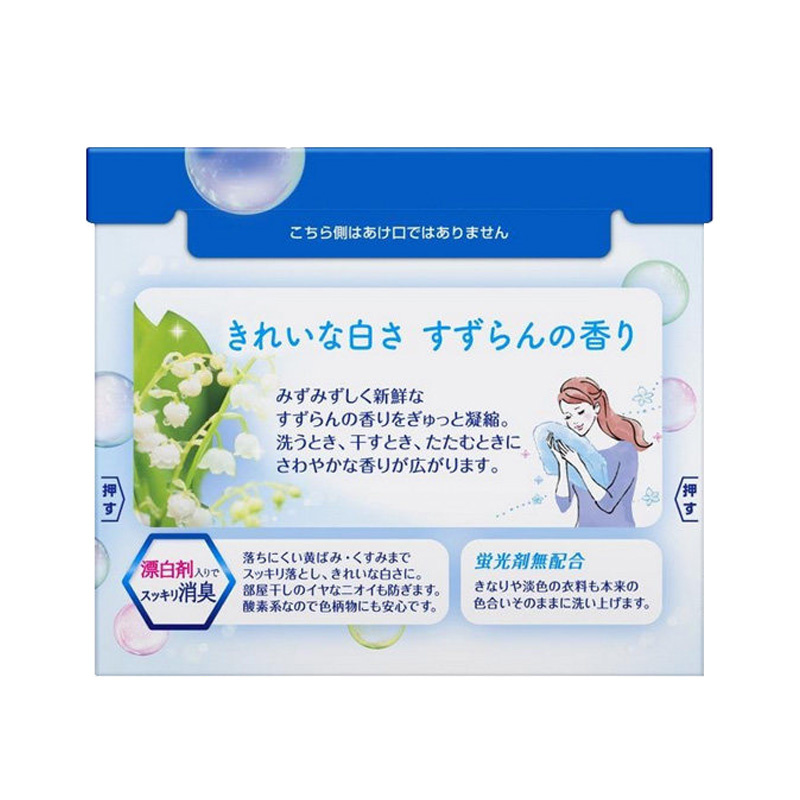 こちら側はあけ口ではありません
きれいな白さ すずらんの香り
みずみずしく新鮮な
すずらんの香りをぎゅっと凝縮。
洗うとき、干すとき、たたむときに
さわやかな香りが広がります。
押す
押す
漂白剤入りで
スッキリ消臭
落ちにくい黄ばみ・くすみまで
スッキリ落とし、きれいな白さに。
部屋干しのイヤなニオイも防ぎます。
酸素系なので色柄物にも安心です。
蛍光剤無配合
きなりや淡色の衣料も本来の
色合いそのままに洗い上げます。